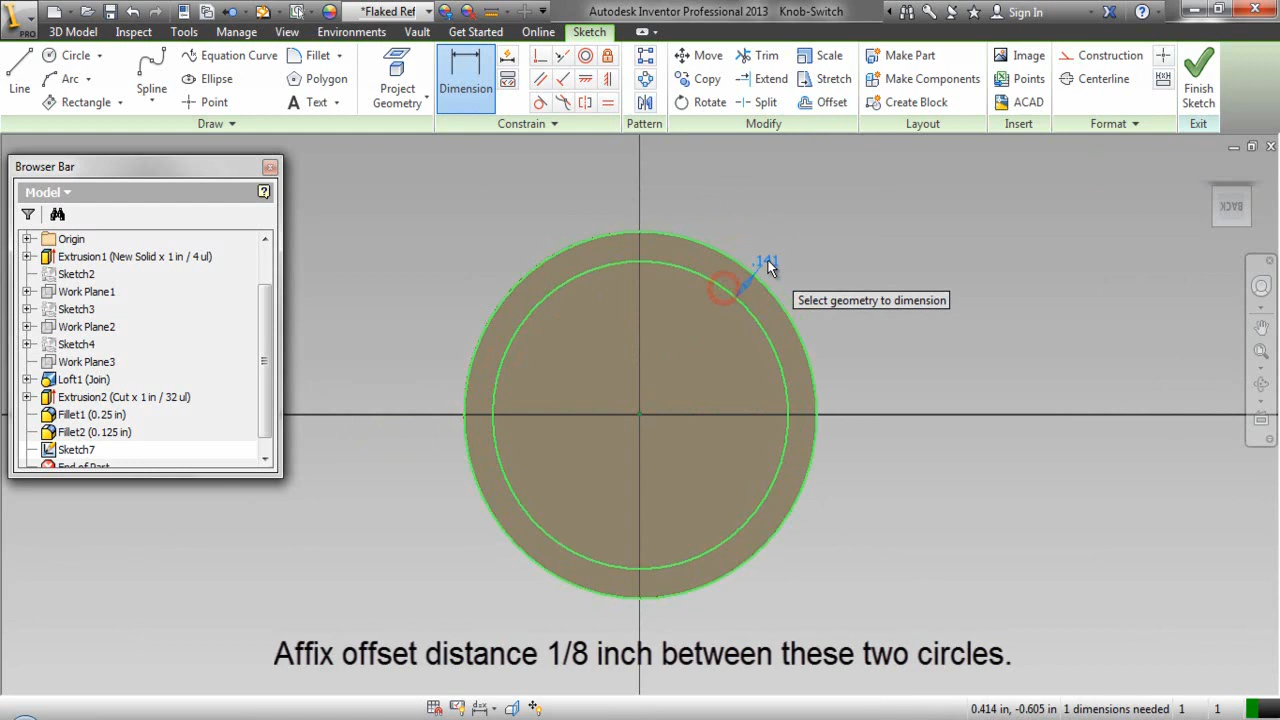 PRO
*Flaked Ref
Autodesk Inventor Professional 2013 Knob-Switch
Sign In
3D Model Inspect Tools Manage View Environments Vault Get Started Online Sketch
Line
Circle
Arc
Rectangle
Spline
Equation Curve
Ellipse
Point
Fillet
Polygon
Text
Project
Geometry
Dimension
Move
Copy
Rotate
Trim
Extend
Split
Scale
Stretch
Offset
Make Part
Make Components
Create Block
Image
Points
ACAD
Construction
Centerline
Finish
Sketch
Draw Constrain Pattern Modify Layout Insert Format Exit
Browser Bar
Model
Origin
Extrusion1 (New Solid x 1 in / 4 ul)
Sketch2
Work Plane1
Sketch3
Work Plane2
Sketch4
Work Plane3
Loft1 (Join)
Extrusion2 (Cut x 1 in / 32 ul)
Fillet1 (0.25 in)
Fillet2 (0.125 in)
Sketch7
End of Part
BACK
.141
Select geometry to dimension
Affix offset distance 1/8 inch between these two circles.
0.414 in, -0.605 in 1 dimensions needed 1 1